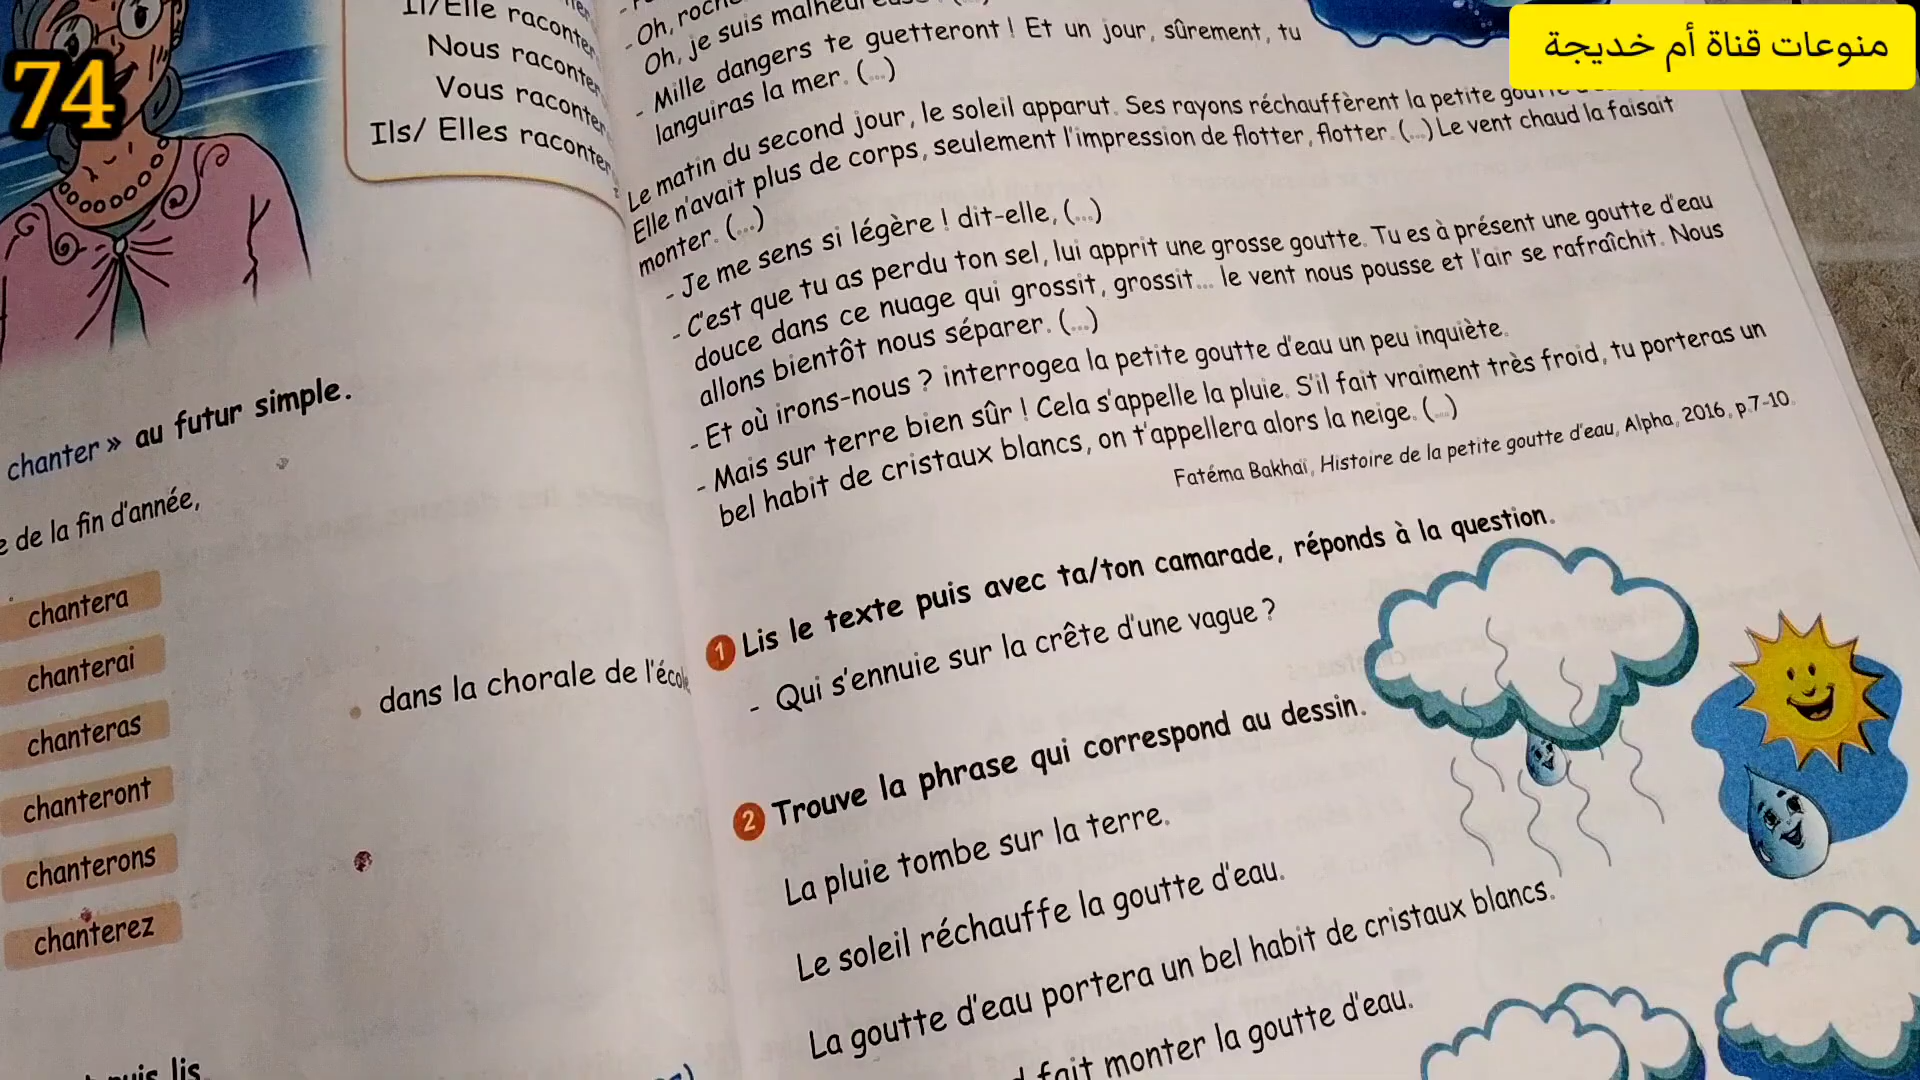 74
منوعات قناة أم خديجة
Il/Elle raconter
Nous raconter
Vous raconter
Ils/ Elles raconter
chanter » au futur simple.
de la fin d'année,
chantera
chanterai
chanteras
chanteront
chanterons
chanterez
dans la chorale de l'école
lis
- Oh,
Oh, je suis
- Mille dangers te guetteront ! Et un jour, sûrement, tu
languiras la mer. (...)
Le matin du second jour, le soleil apparut. Ses rayons réchauffèrent la petite
Elle n'avait plus de corps, seulement l'impression de flotter, flotter. (...) Le vent chaud la faisait
monter. (...)
- Je me sens si légère ! dit-elle, (...)
- C'est que tu as perdu ton sel, lui apprit une grosse goutte. Tu es à présent une goutte d'eau
douce dans ce nuage qui grossit, grossit... le vent nous pousse et l'air se rafraîchit. Nous
allons bientôt nous séparer. (...)
- Et où irons-nous ? interrogea la petite goutte d'eau un peu inquiète.
- Mais sur terre bien sûr ! Cela s'appelle la pluie. S'il fait vraiment très froid, tu porteras un
bel habit de cristaux blancs, on t'appellera alors la neige. (...)
Fatéma Bakhaï, Histoire de la petite goutte d'eau, Alpha, 2016, p.7-10.
1 Lis le texte puis avec ta/ton camarade, réponds à la question.
- Qui s'ennuie sur la crête d'une vague ?
2 Trouve la phrase qui correspond au dessin.
La pluie tombe sur la terre.
Le soleil réchauffe la goutte d'eau.
La goutte d'eau portera un bel habit de cristaux blancs.
fait monter la goutte d'eau.